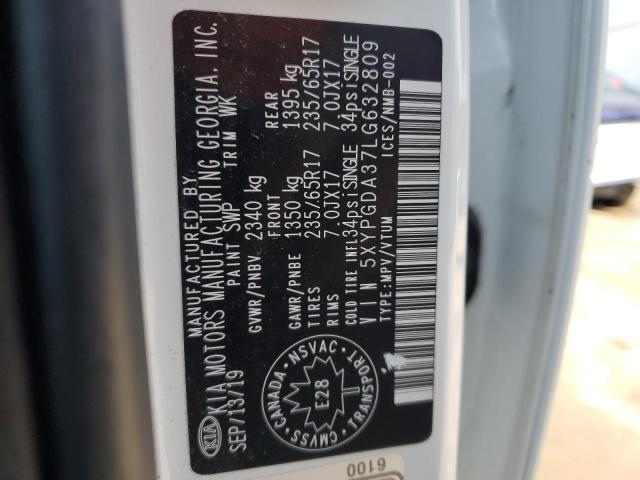 MANUFACTURED BY
KIA KIA MOTORS MANUFACTURING GEORGIA, INC.
SEP/13/19 PAINT SWP TRIM WK
GVWR/PNBV 2340 kg
FRONT REAR
GAWR/PNBE 1350 kg 1395 kg
TIRES 235/65R17 235/65R17
RIMS 7.0JX17 7.0JX17
COLD TIRE INFL 34psi SINGLE 34psi SINGLE
VIN 5XYPGDA37LG632809
TYPE:MPV/VTUM ICES/NMB-002
CANADA · NSVAC · TRANSPORT · CMVSS
E28
6100